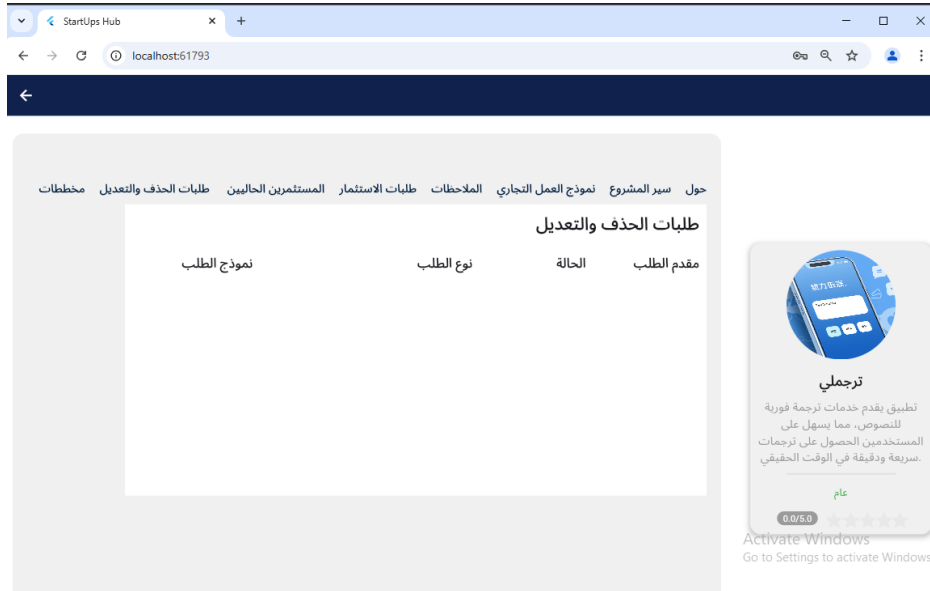 StartUps Hub
localhost:61793
حول سير المشروع نموذج العمل التجاري الملاحظات طلبات الاستثمار المستثمرين الحاليين طلبات الحذف والتعديل مخططات
طلبات الحذف والتعديل
مقدم الطلب الحالة نوع الطلب نموذج الطلب
ترجملي
تطبيق يقدم خدمات ترجمة فورية
للنصوص، مما يسهل على
المستخدمين الحصول على ترجمات
.سريعة ودقيقة في الوقت الحقيقي
عام
0.0/5.0
Activate Windows
Go to Settings to activate Windows